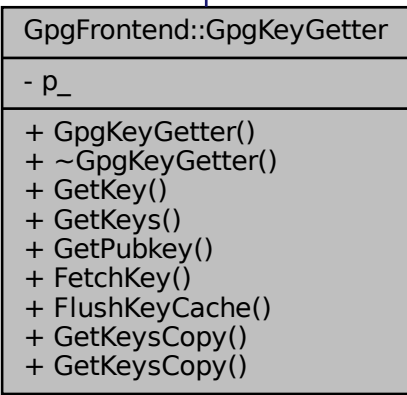 GpgFrontend::GpgKeyGetter
- p_
+ GpgKeyGetter()
+ ~GpgKeyGetter()
+ GetKey()
+ GetKeys()
+ GetPubkey()
+ FetchKey()
+ FlushKeyCache()
+ GetKeysCopy()
+ GetKeysCopy()